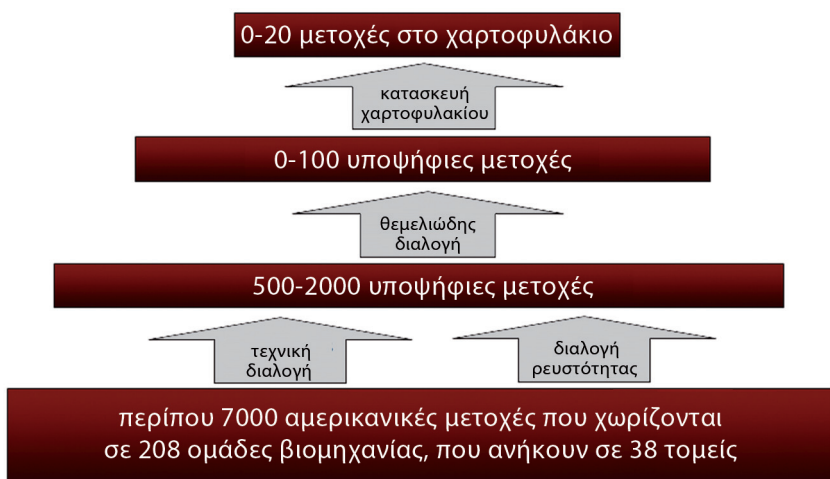 0-20 μετοχές στο χαρτοφυλάκιο
κατασκευή
χαρτοφυλακίου
0-100 υποψήφιες μετοχές
θεμελιώδης
διαλογή
500-2000 υποψήφιες μετοχές
τεχνική
διαλογή
διαλογή
ρευστότητας
περίπου 7000 αμερικανικές μετοχές που χωρίζονται
σε 208 ομάδες βιομηχανίας, που ανήκουν σε 38 τομείς